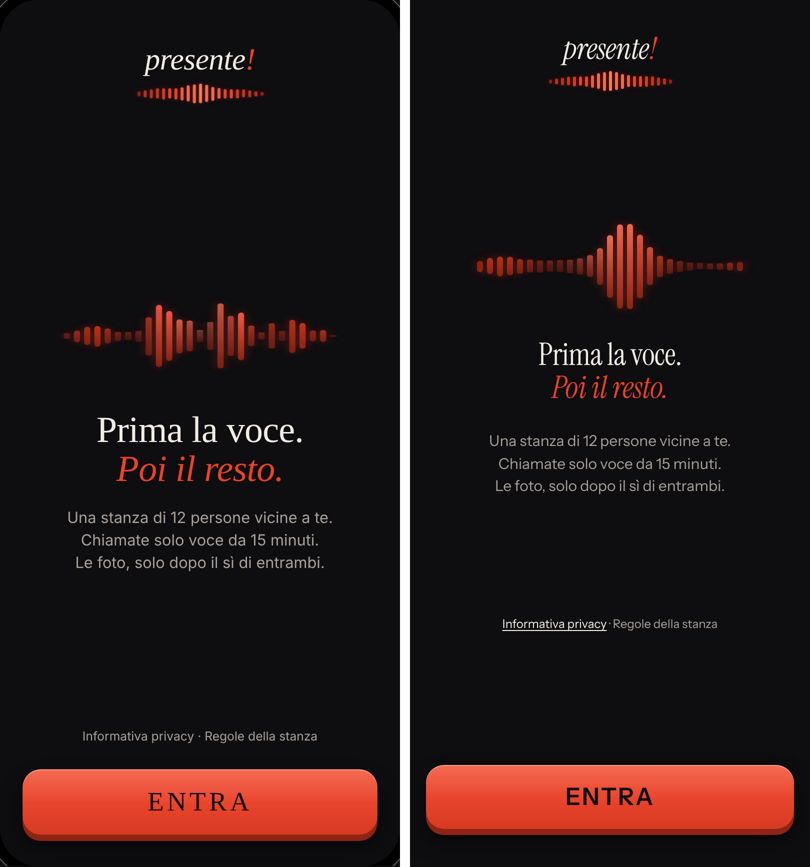 presente!
Prima la voce.
Poi il resto.
Una stanza di 12 persone vicine a te.
Chiamate solo voce da 15 minuti.
Le foto, solo dopo il sì di entrambi.
Informativa privacy · Regole della stanza
ENTRA
presente!
Prima la voce.
Poi il resto.
Una stanza di 12 persone vicine a te.
Chiamate solo voce da 15 minuti.
Le foto, solo dopo il sì di entrambi.
Informativa privacy · Regole della stanza
ENTRA